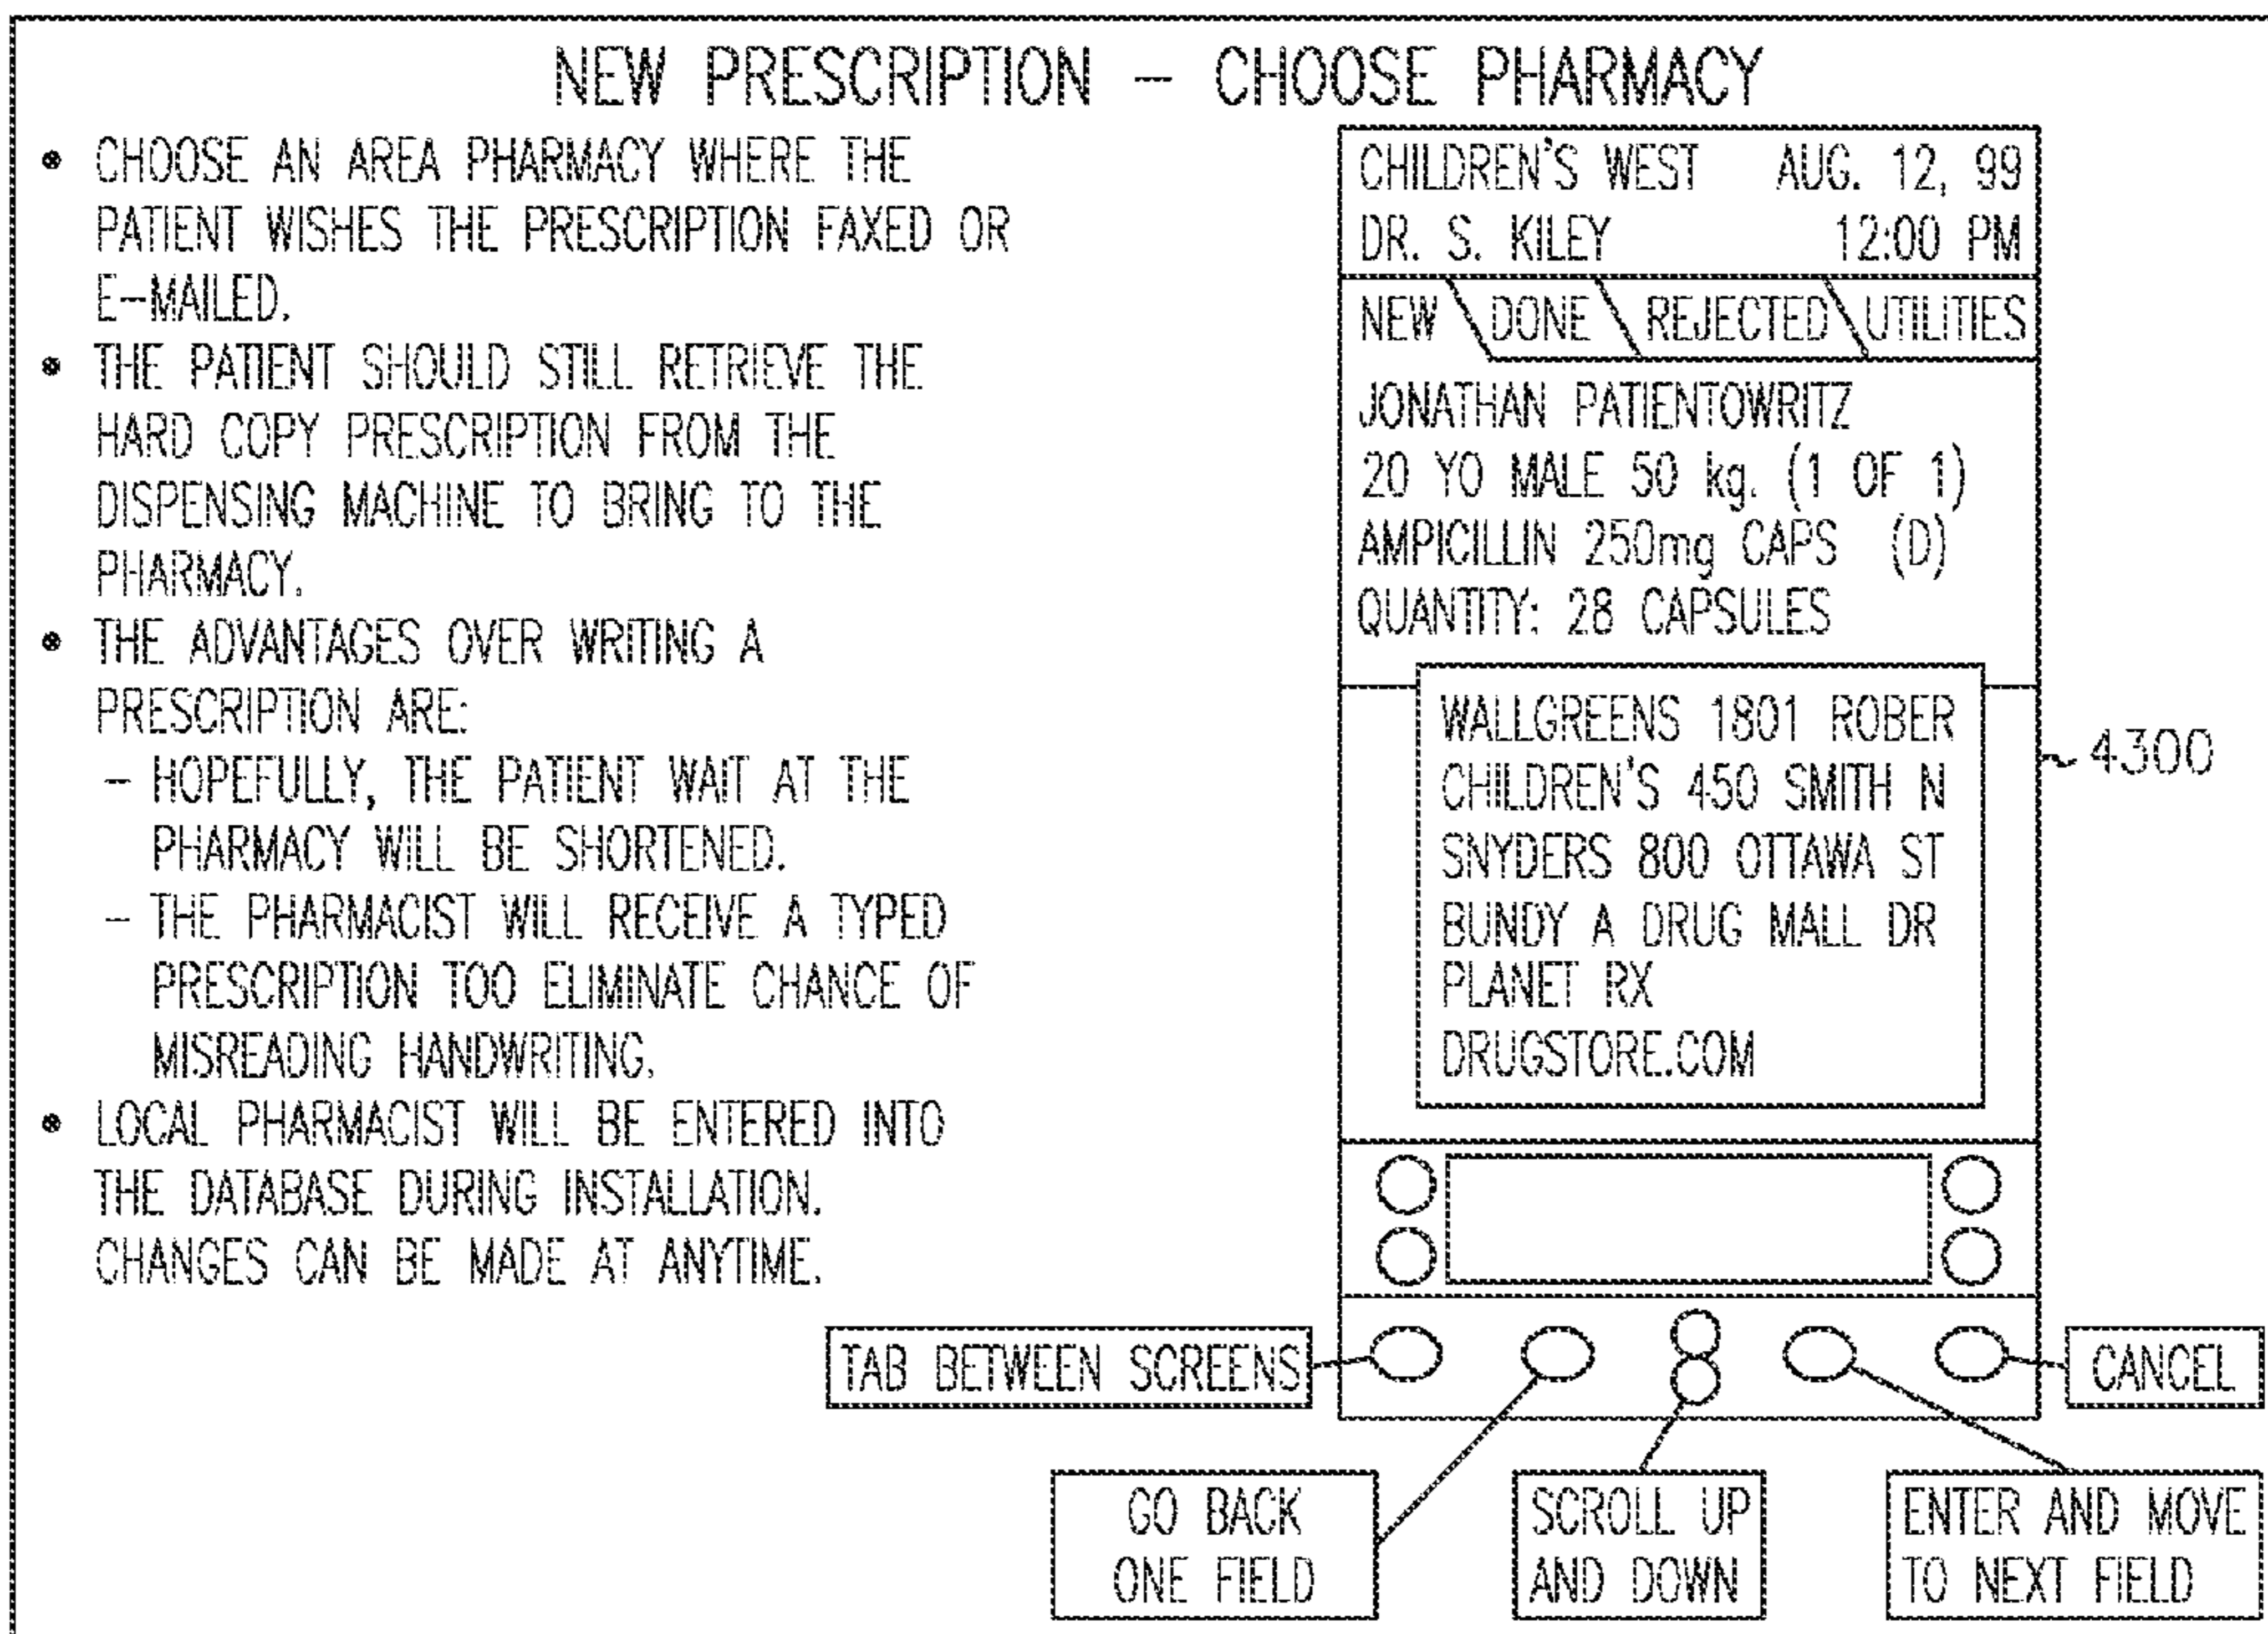 NEW PRESCRIPTION – CHOOSE PHARMACY
• CHOOSE AN AREA PHARMACY WHERE THE
PATIENT WISHES THE PRESCRIPTION FAXED OR
E-MAILED.
• THE PATIENT SHOULD STILL RETRIEVE THE
HARD COPY PRESCRIPTION FROM THE
DISPENSING MACHINE TO BRING TO THE
PHARMACY.
• THE ADVANTAGES OVER WRITING A
PRESCRIPTION ARE:
– HOPEFULLY, THE PATIENT WAIT AT THE
PHARMACY WILL BE SHORTENED.
– THE PHARMACIST WILL RECEIVE A TYPED
PRESCRIPTION TOO ELIMINATE CHANCE OF
MISREADING HANDWRITING.
• LOCAL PHARMACIST WILL BE ENTERED INTO
THE DATABASE DURING INSTALLATION.
CHANGES CAN BE MADE AT ANYTIME.
CHILDREN'S WEST AUG. 12, 99
DR. S. KILEY 12:00 PM
NEW DONE REJECTED UTILITIES
JONATHAN PATIENTOWRITZ
20 YO MALE 50 kg. (1 OF 1)
AMPICILLIN 250mg CAPS (D)
QUANTITY: 28 CAPSULES
WALLGREENS 1801 ROBER
CHILDREN'S 450 SMITH N
SNYDERS 800 OTTAWA ST
BUNDY A DRUG MALL DR
PLANET RX
DRUGSTORE.COM
4300
TAB BETWEEN SCREENS
CANCEL
GO BACK
ONE FIELD
SCROLL UP
AND DOWN
ENTER AND MOVE
TO NEXT FIELD